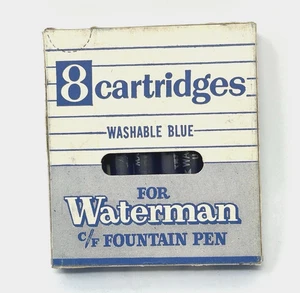 8 cartridges
WASHABLE BLUE
FOR
Waterman
C/F FOUNTAIN PEN